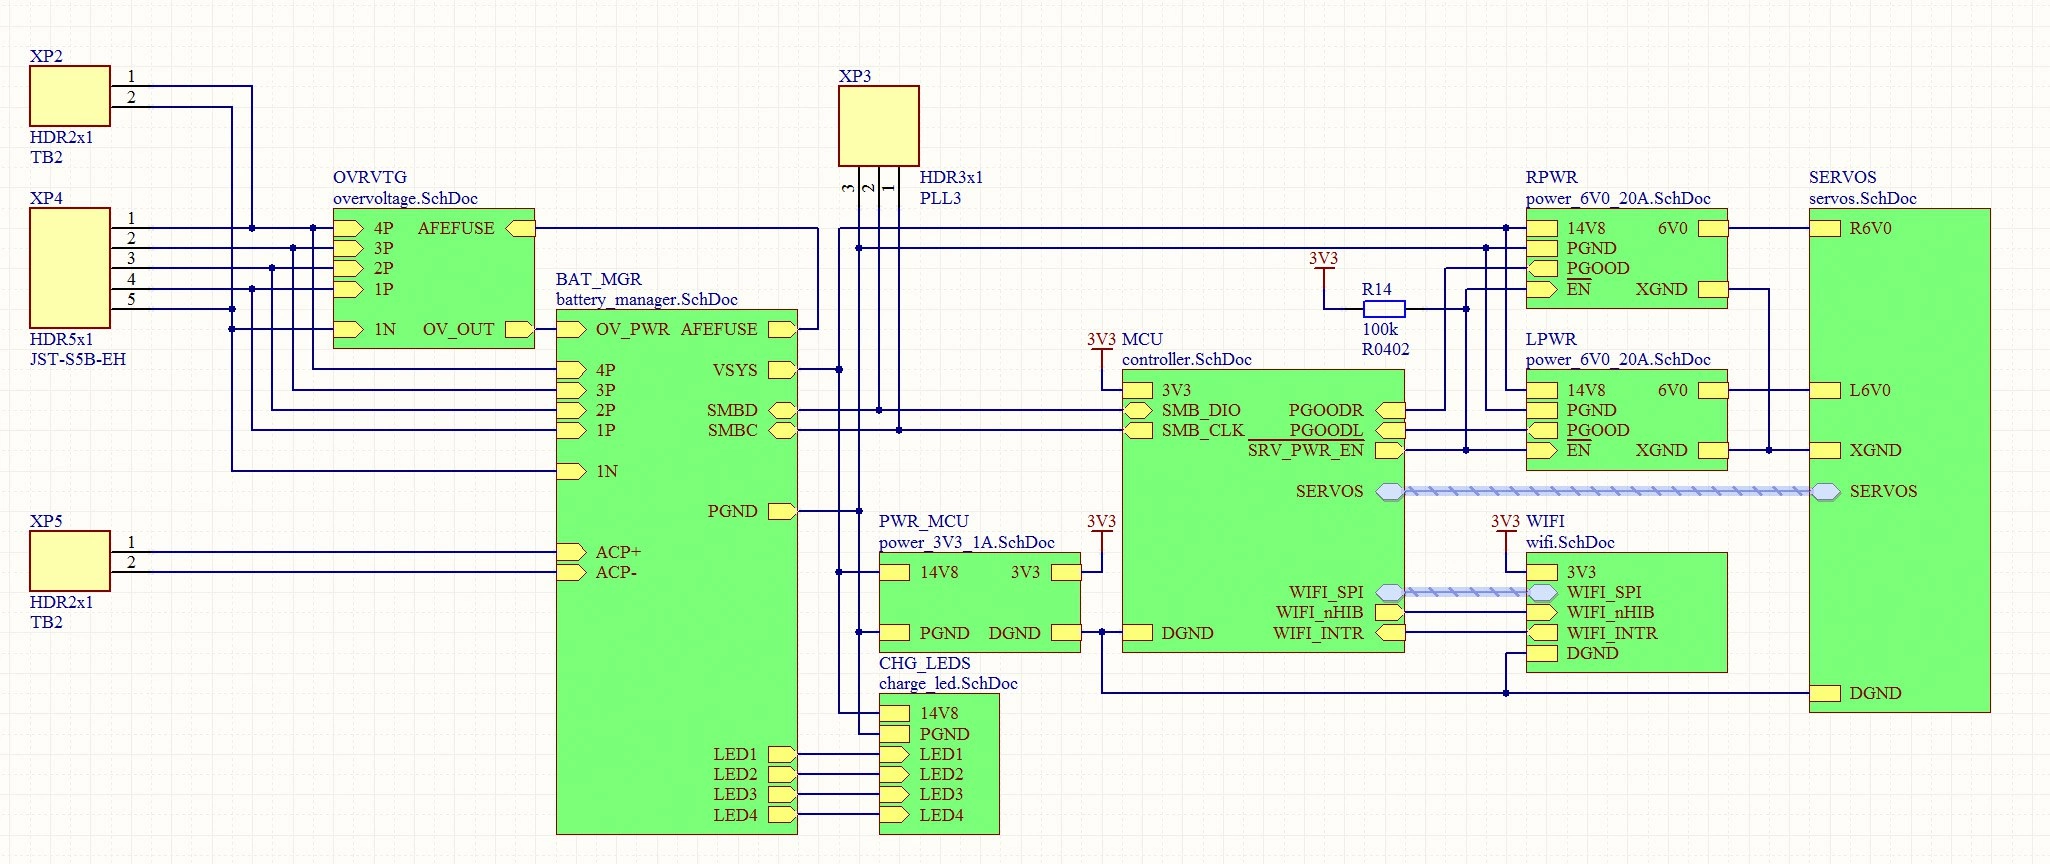 XP2
1
2
HDR2x1
TB2
XP4
1
2
3
4
5
HDR5x1
JST-S5B-EH
XP5
1
2
HDR2x1
TB2
OVRVTG
overvoltage.SchDoc
4P AFEFUSE
3P
2P
1P
1N OV_OUT
BAT_MGR
battery_manager.SchDoc
OV_PWR AFEFUSE
4P VSYS
3P
2P SMBD
1P SMBC
1N
PGND
ACP+
ACP-
LED1
LED2
LED3
LED4
XP3
3 2 1
HDR3x1
PLL3
PWR_MCU
power_3V3_1A.SchDoc
14V8 3V3
PGND DGND
3V3
CHG_LEDS
charge_led.SchDoc
14V8
PGND
LED1
LED2
LED3
LED4
3V3
MCU
controller.SchDoc
3V3
SMB_DIO PGOODR
SMB_CLK PGOODL
SRV_PWR_EN
SERVOS
WIFI_SPI
WIFI_nHIB
DGND WIFI_INTR
3V3
R14
100k
R0402
RPWR
power_6V0_20A.SchDoc
14V8 6V0
PGND
PGOOD
EN XGND
LPWR
power_6V0_20A.SchDoc
14V8 6V0
PGND
PGOOD
EN XGND
3V3
WIFI
wifi.SchDoc
3V3
WIFI_SPI
WIFI_nHIB
WIFI_INTR
DGND
SERVOS
servos.SchDoc
R6V0
L6V0
XGND
SERVOS
DGND